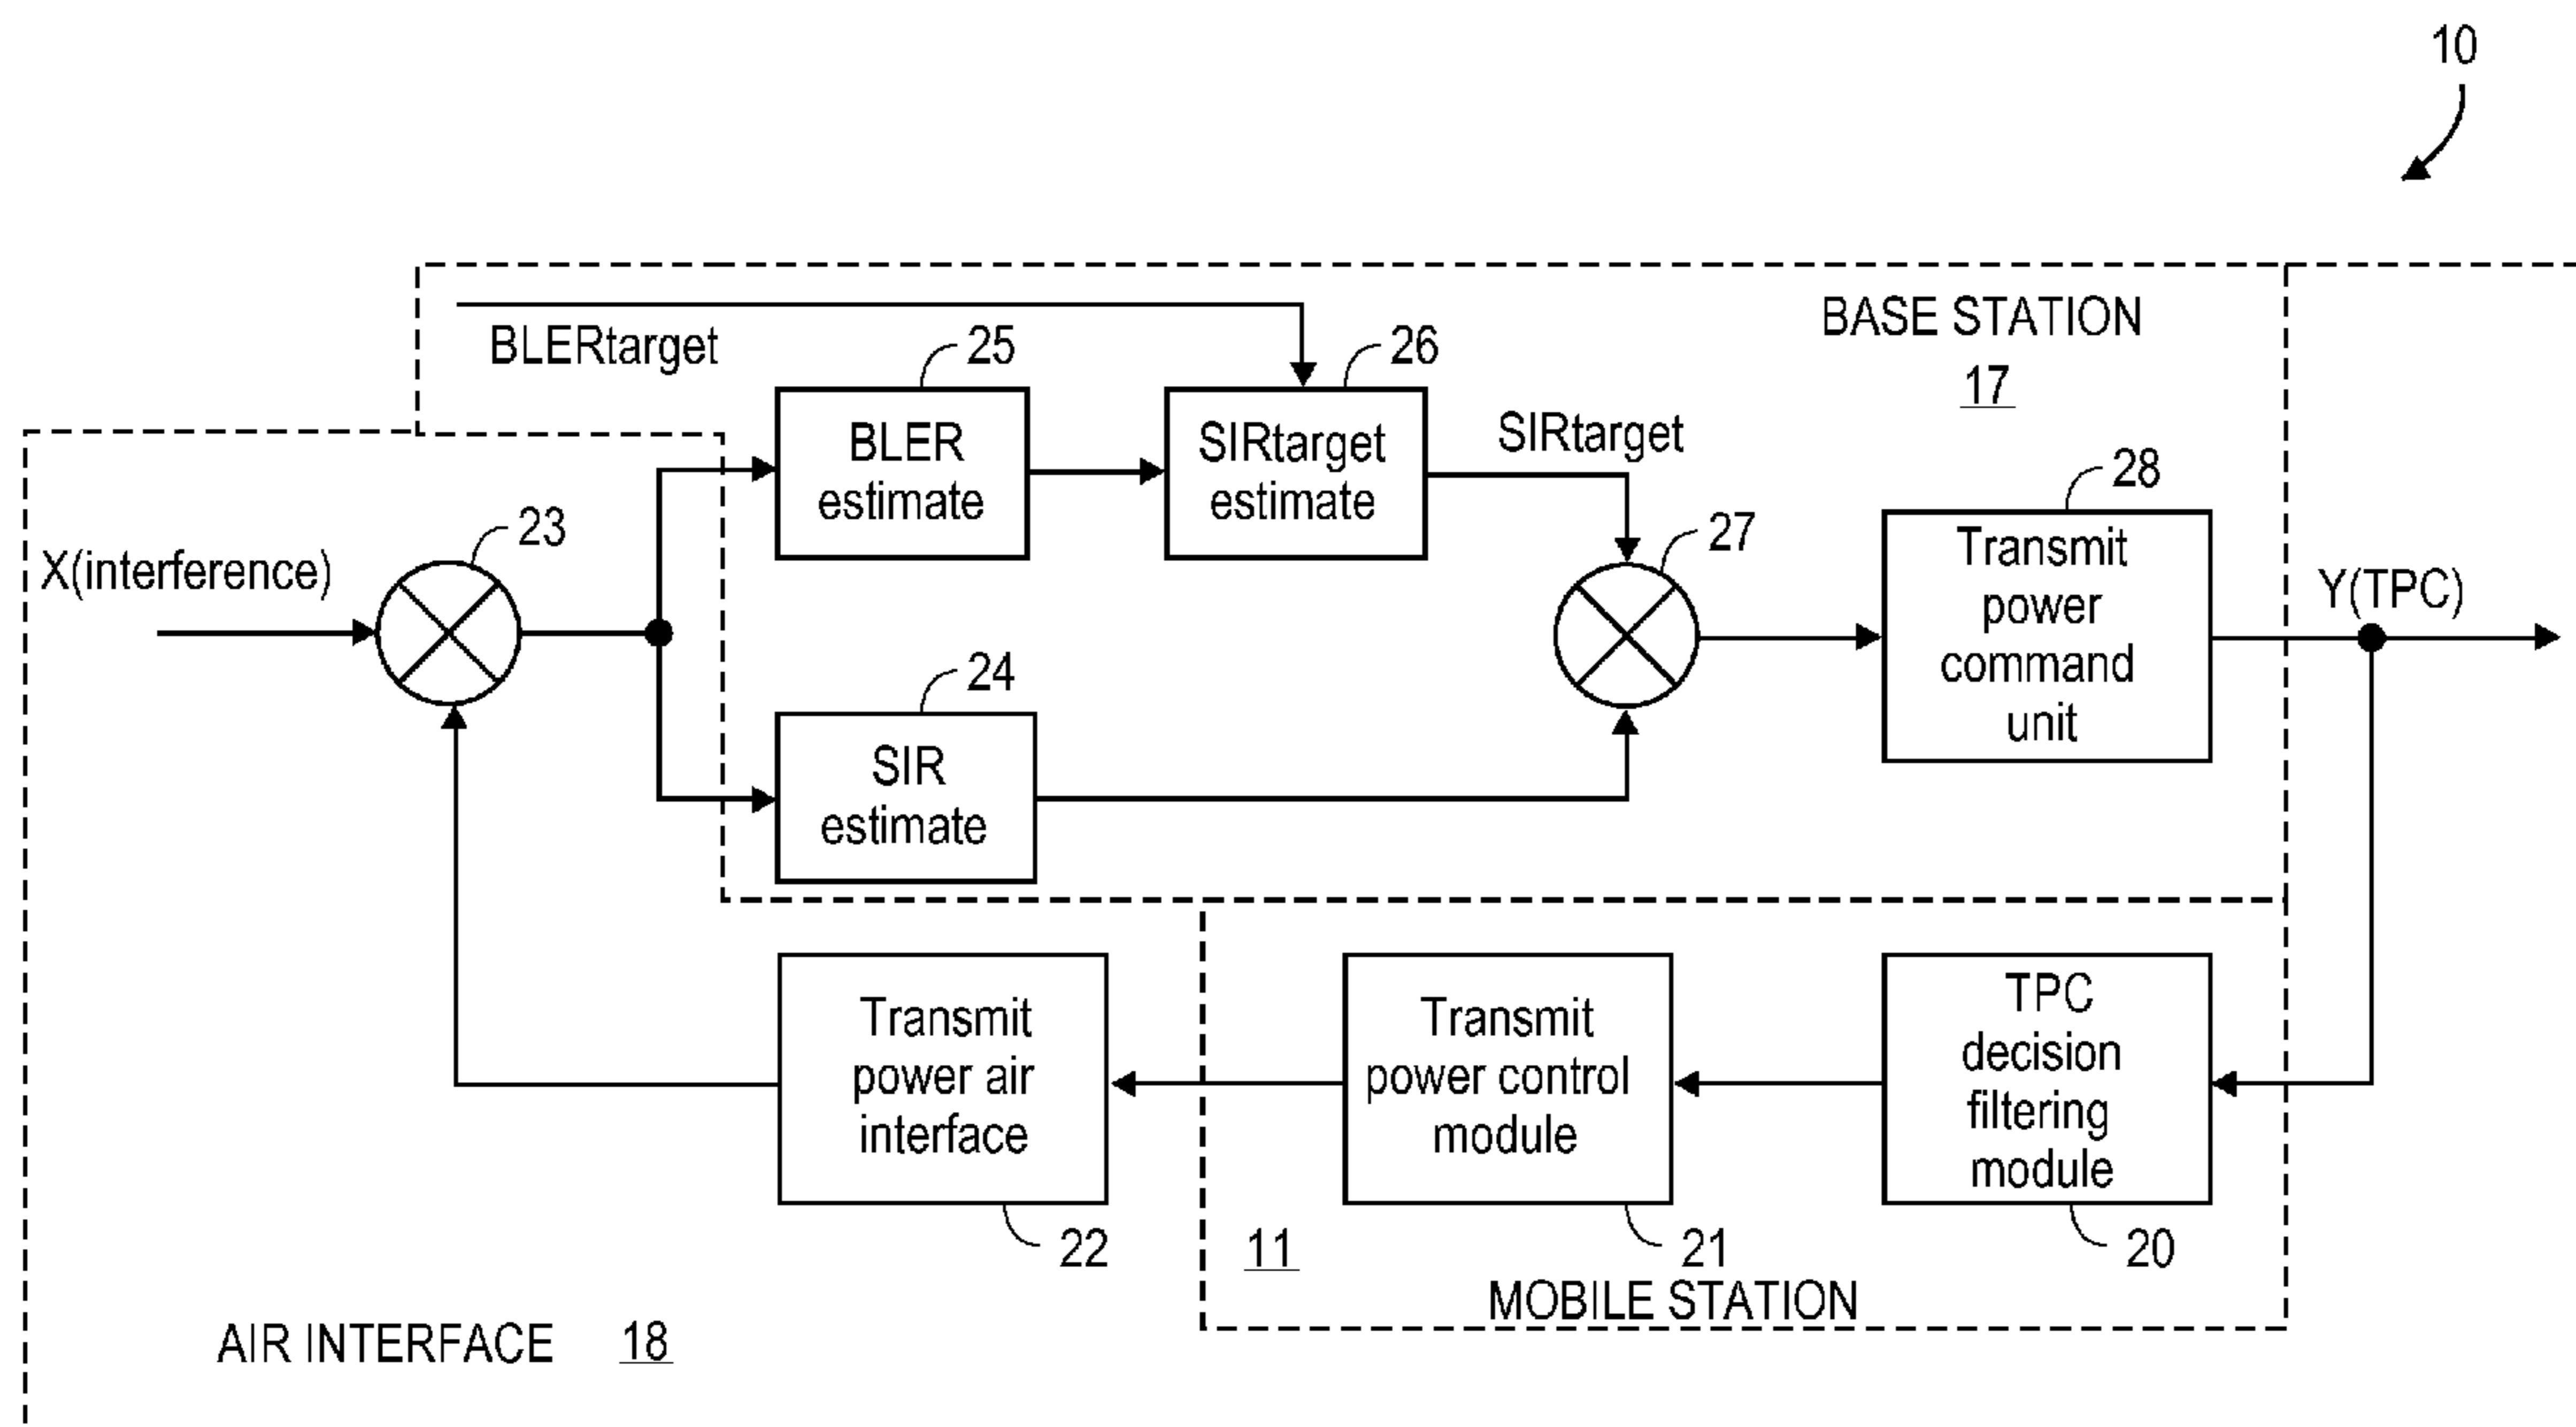 10
BASE STATION
17
BLERtarget
25
26
BLER
estimate
SIRtarget
estimate
SIRtarget
28
Transmit
power
command
unit
27
23
X(interference)
Y(TPC)
24
SIR
estimate
Transmit
power air
interface
22
Transmit
power control
module
21
TPC
decision
filtering
module
20
11
MOBILE STATION
AIR INTERFACE 18